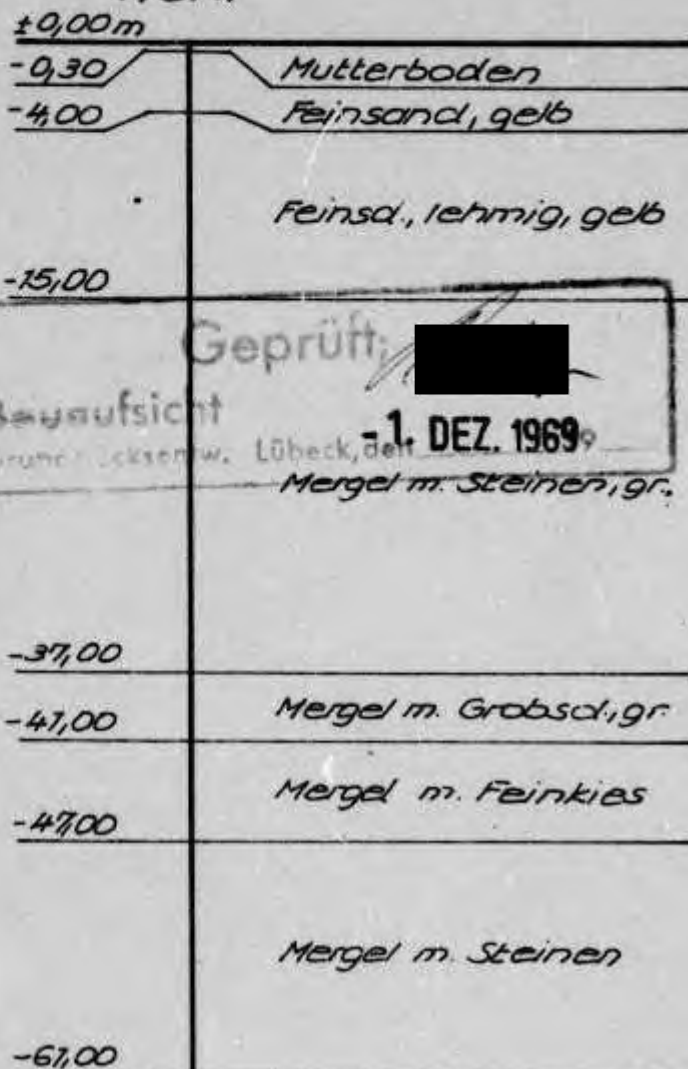 ±0,00 m
-0,30 Mutterboden
-4,00 Feinsand, gelb
Feinsd., lehmig, gelb
-15,00
Geprüft;
Bauaufsicht
Lübeck, den -1. DEZ. 1969
Mergel m. Steinen, gr.
-37,00
Mergel m. Grobsd., gr.
-41,00
Mergel m. Feinkies
-47,00
Mergel m. Steinen
-61,00